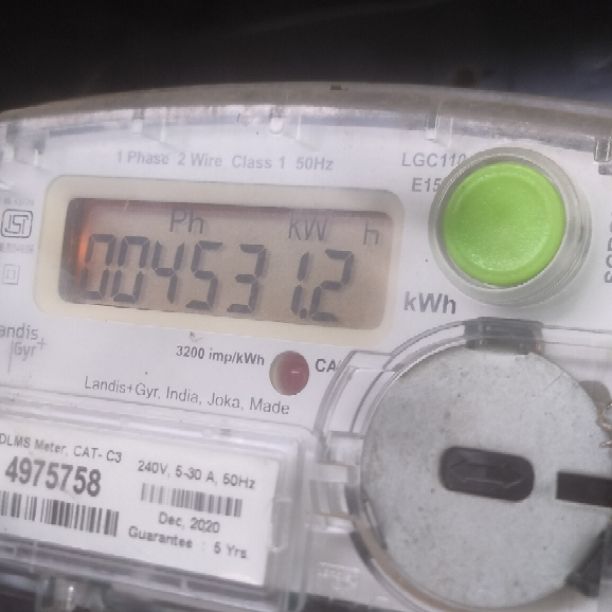 1 Phase 2 Wire Class 1 50Hz
LGC110
E15
Ph kW h
004531.2
kWh
andis
Gyr+
3200 imp/kWh
CA
Landis+Gyr, India, Joka, Made
DLMS Meter, CAT- C3
4975758
240V, 5-30 A, 50Hz
Dec, 2020
Guarantee : 5 Yrs